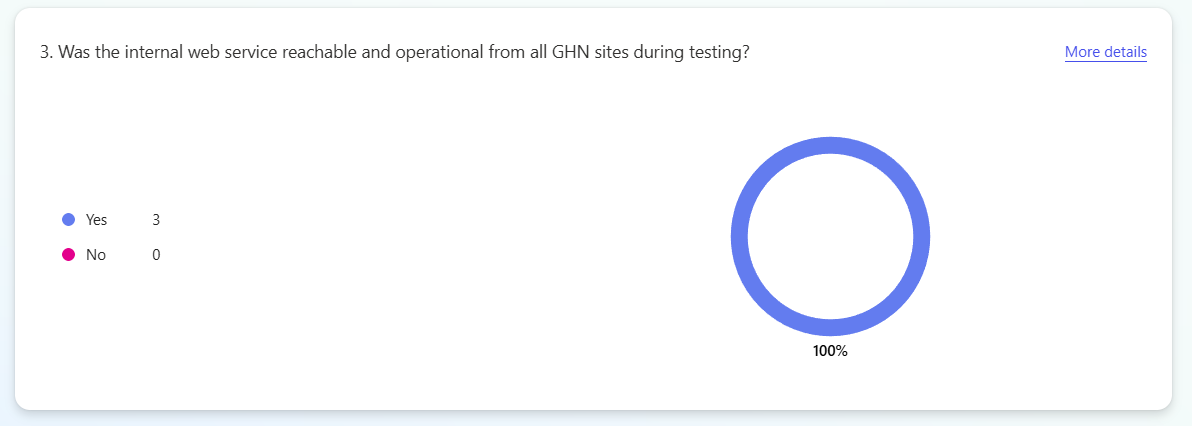 3. Was the internal web service reachable and operational from all GHN sites during testing?
More details
Yes 3
No 0
100%